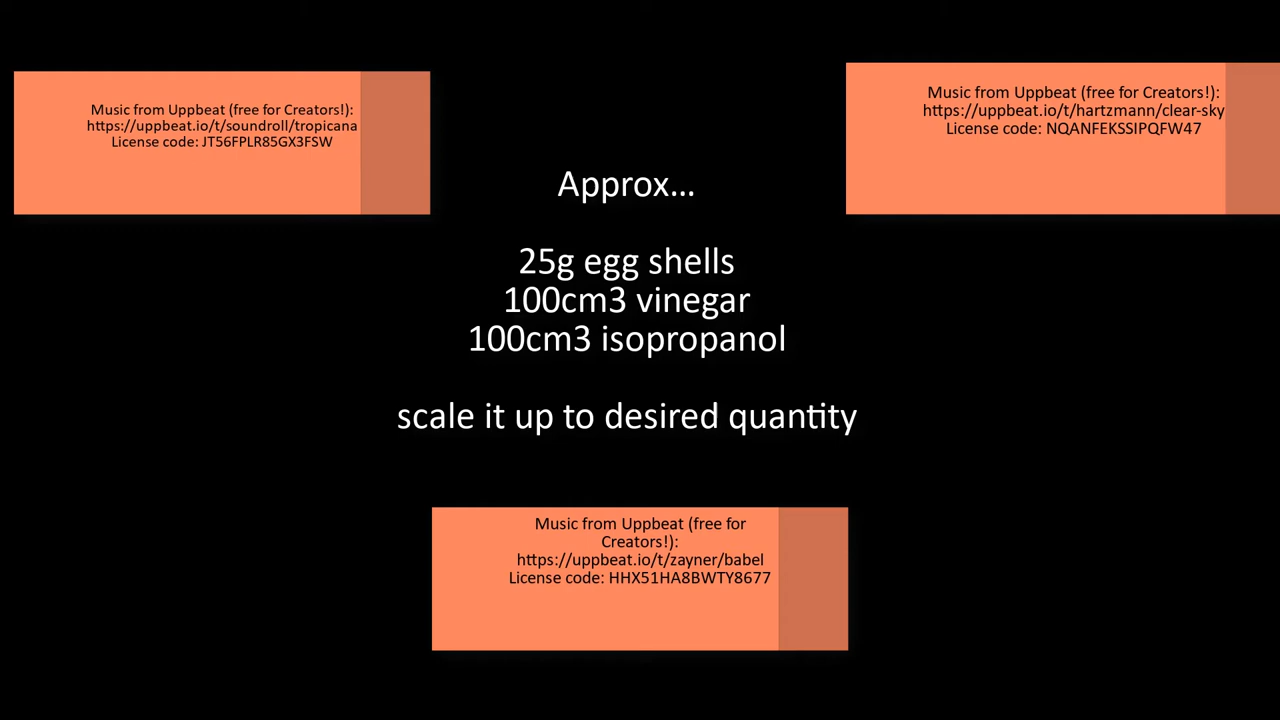 Music from Uppbeat (free for Creators!):
https://uppbeat.io/t/soundroll/tropicana
License code: JT56FPLR85GX3FSW
Music from Uppbeat (free for Creators!):
https://uppbeat.io/t/hartzmann/clear-sky
License code: NQANFEKSSIPQFW47
Approx...
25g egg shells
100cm3 vinegar
100cm3 isopropanol
scale it up to desired quantity
Music from Uppbeat (free for
Creators!):
https://uppbeat.io/t/zayner/babel
License code: HHX51HA8BWTY8677